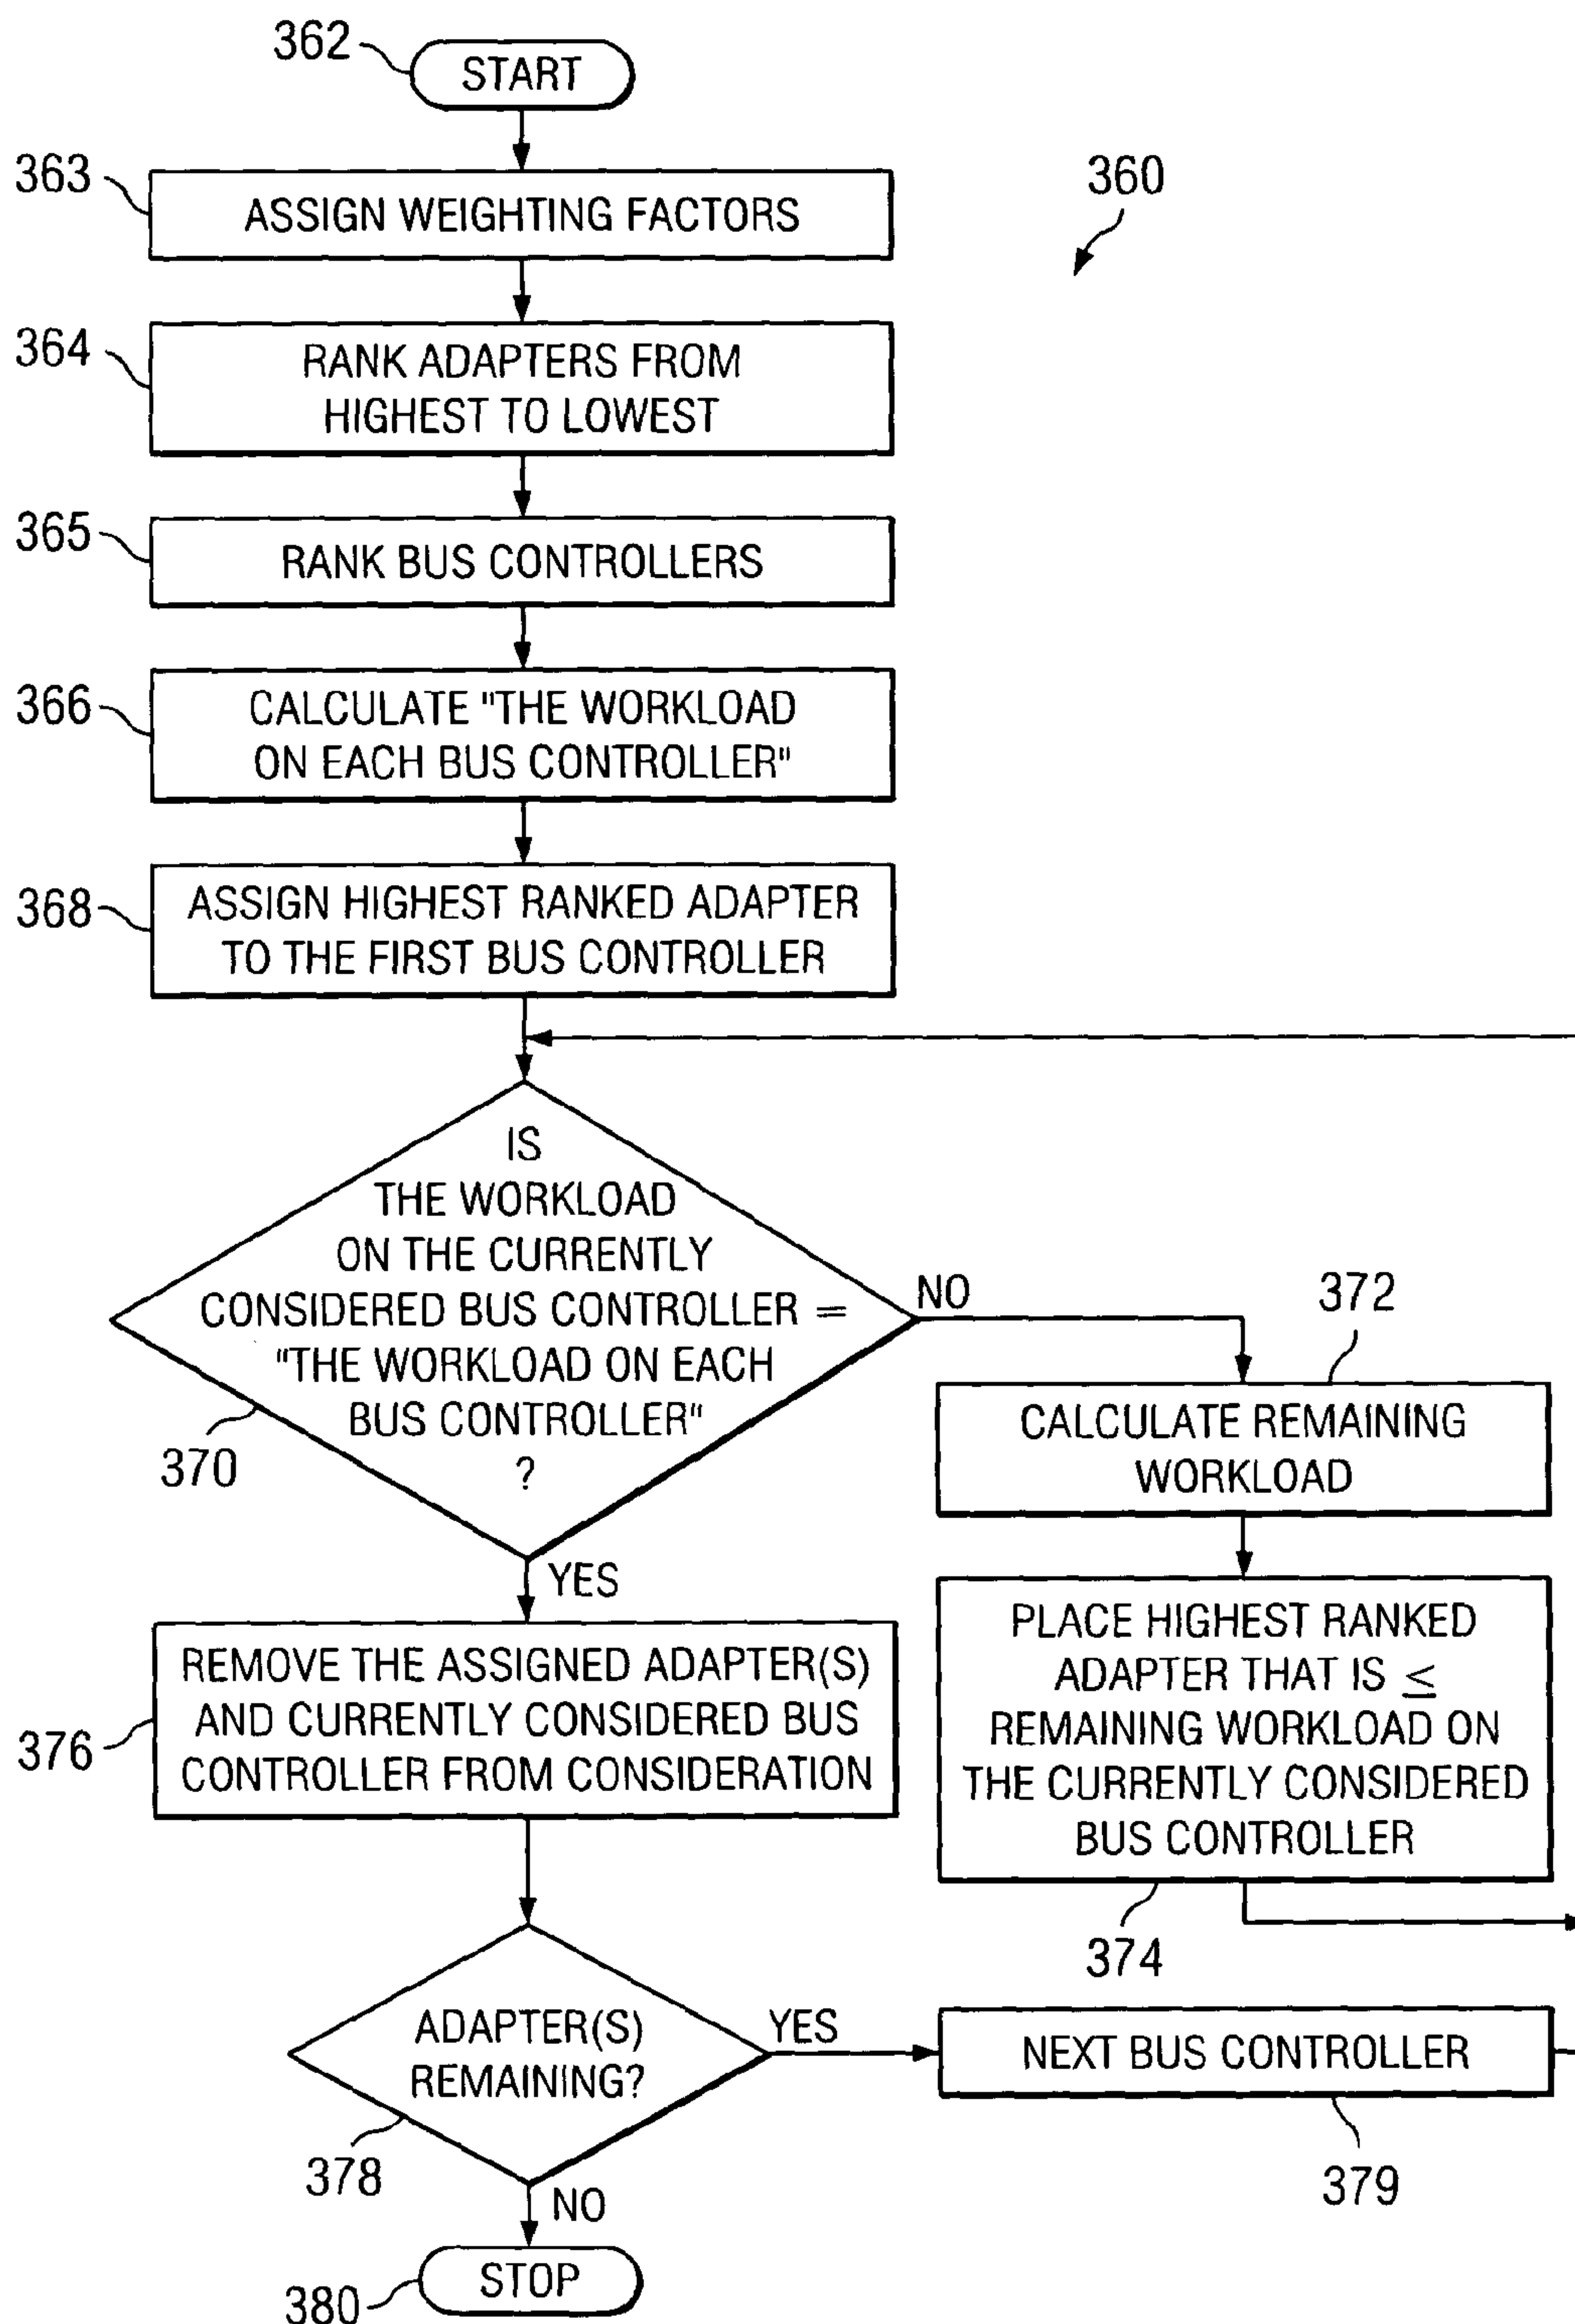 362
START
363
ASSIGN WEIGHTING FACTORS
360
364
RANK ADAPTERS FROM
HIGHEST TO LOWEST
365
RANK BUS CONTROLLERS
366
CALCULATE "THE WORKLOAD
ON EACH BUS CONTROLLER"
368
ASSIGN HIGHEST RANKED ADAPTER
TO THE FIRST BUS CONTROLLER
IS
THE WORKLOAD
ON THE CURRENTLY
CONSIDERED BUS CONTROLLER =
"THE WORKLOAD ON EACH
BUS CONTROLLER"
?
370
NO
372
CALCULATE REMAINING
WORKLOAD
PLACE HIGHEST RANKED
ADAPTER THAT IS ≤
REMAINING WORKLOAD ON
THE CURRENTLY CONSIDERED
BUS CONTROLLER
374
YES
REMOVE THE ASSIGNED ADAPTER(S)
AND CURRENTLY CONSIDERED BUS
CONTROLLER FROM CONSIDERATION
376
ADAPTER(S)
REMAINING?
378
YES
NEXT BUS CONTROLLER
379
NO
STOP
380